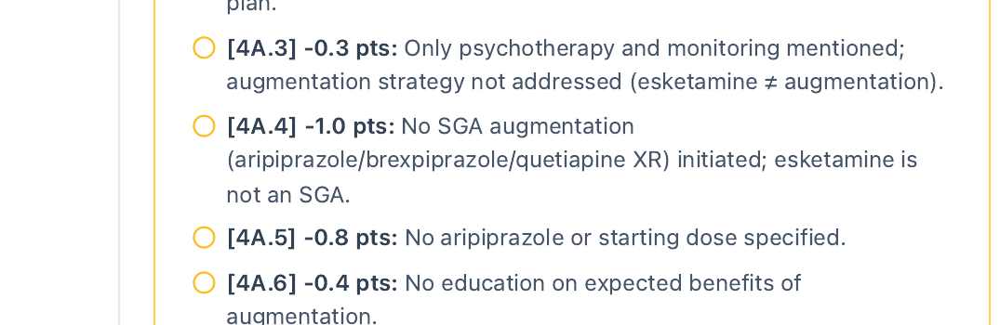 plan.
[4A.3] -0.3 pts: Only psychotherapy and monitoring mentioned;
augmentation strategy not addressed (esketamine ≠ augmentation).
[4A.4] -1.0 pts: No SGA augmentation
(aripiprazole/brexpiprazole/quetiapine XR) initiated; esketamine is
not an SGA.
[4A.5] -0.8 pts: No aripiprazole or starting dose specified.
[4A.6] -0.4 pts: No education on expected benefits of
augmentation.